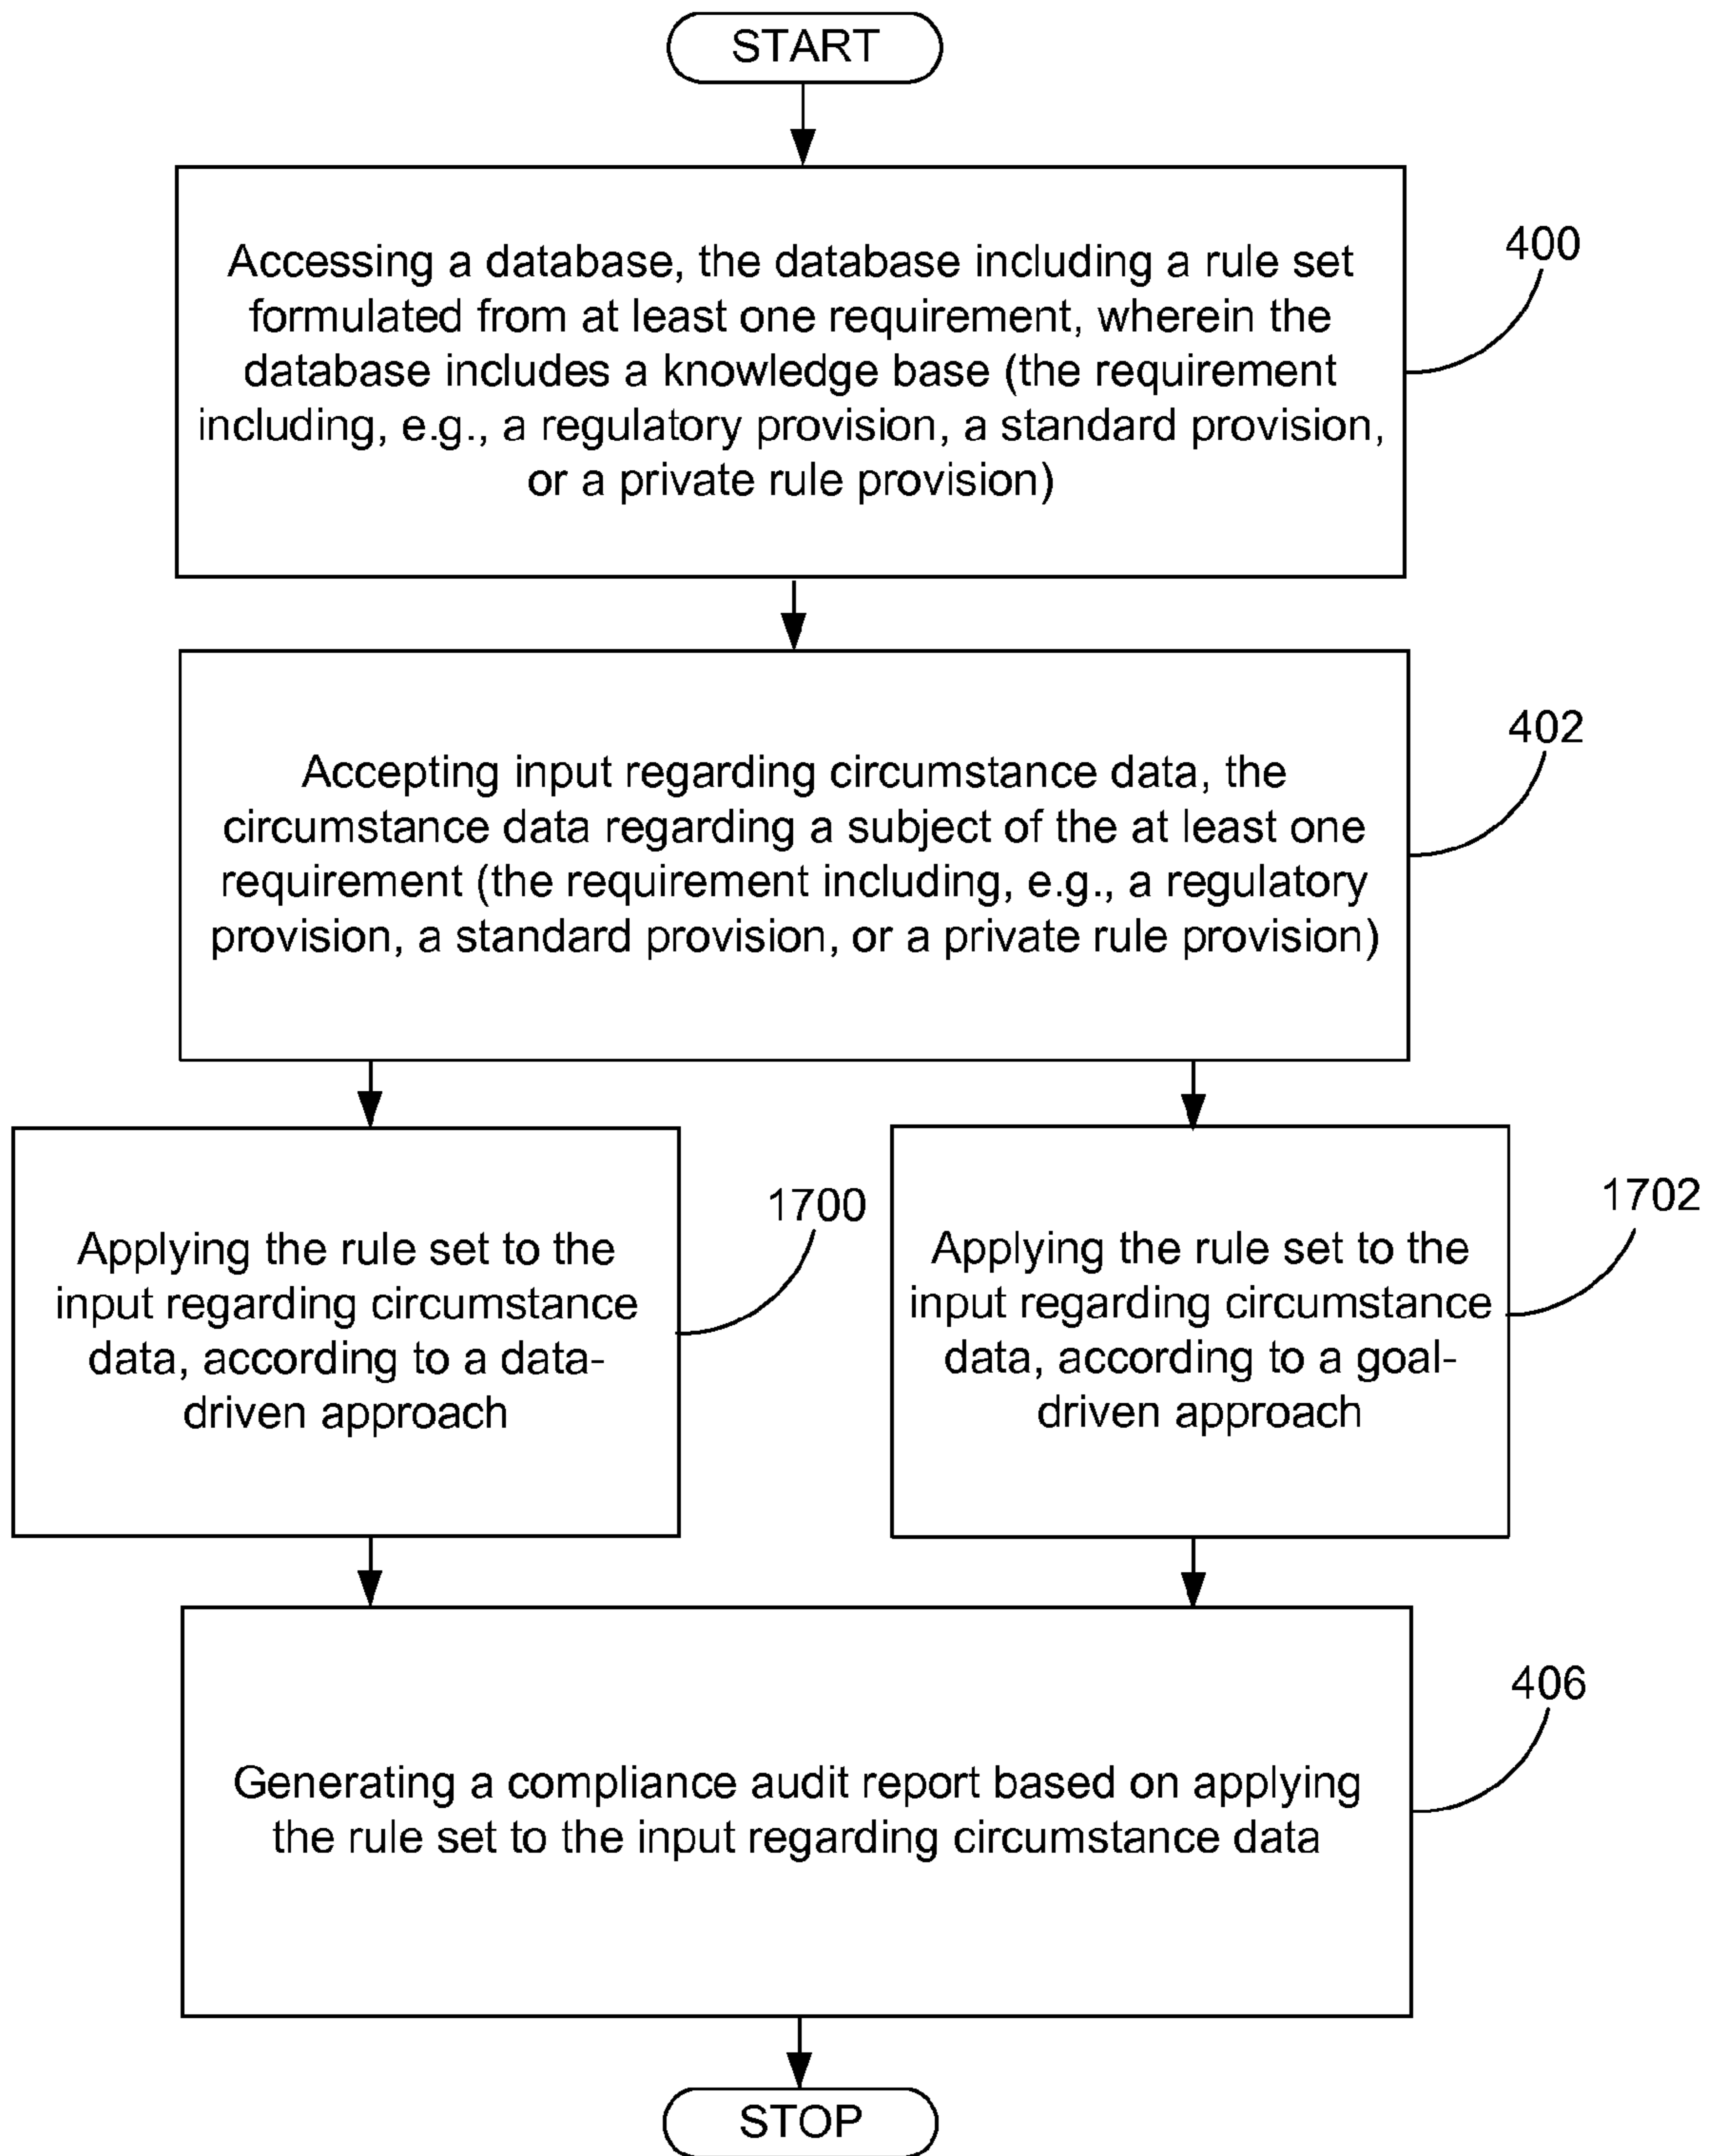 START
Accessing a database, the database including a rule set
formulated from at least one requirement, wherein the
database includes a knowledge base (the requirement
including, e.g., a regulatory provision, a standard provision,
or a private rule provision)
400
Accepting input regarding circumstance data, the
circumstance data regarding a subject of the at least one
requirement (the requirement including, e.g., a regulatory
provision, a standard provision, or a private rule provision)
402
Applying the rule set to the
input regarding circumstance
data, according to a data-
driven approach
1700
Applying the rule set to the
input regarding circumstance
data, according to a goal-
driven approach
1702
Generating a compliance audit report based on applying
the rule set to the input regarding circumstance data
406
STOP